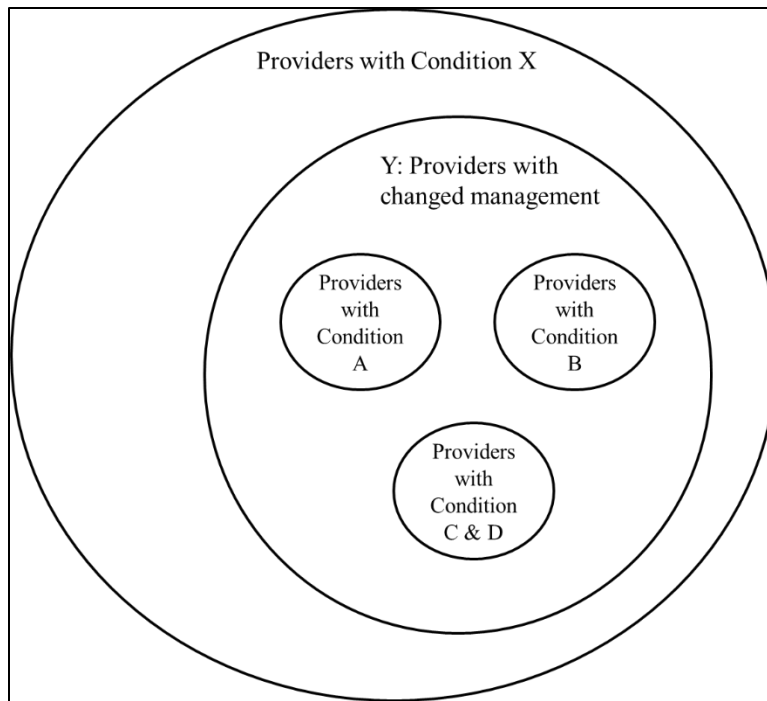 Providers with Condition X
Y: Providers with
changed management
Providers
with
Condition
A
Providers
with
Condition
B
Providers
with
Condition
C & D